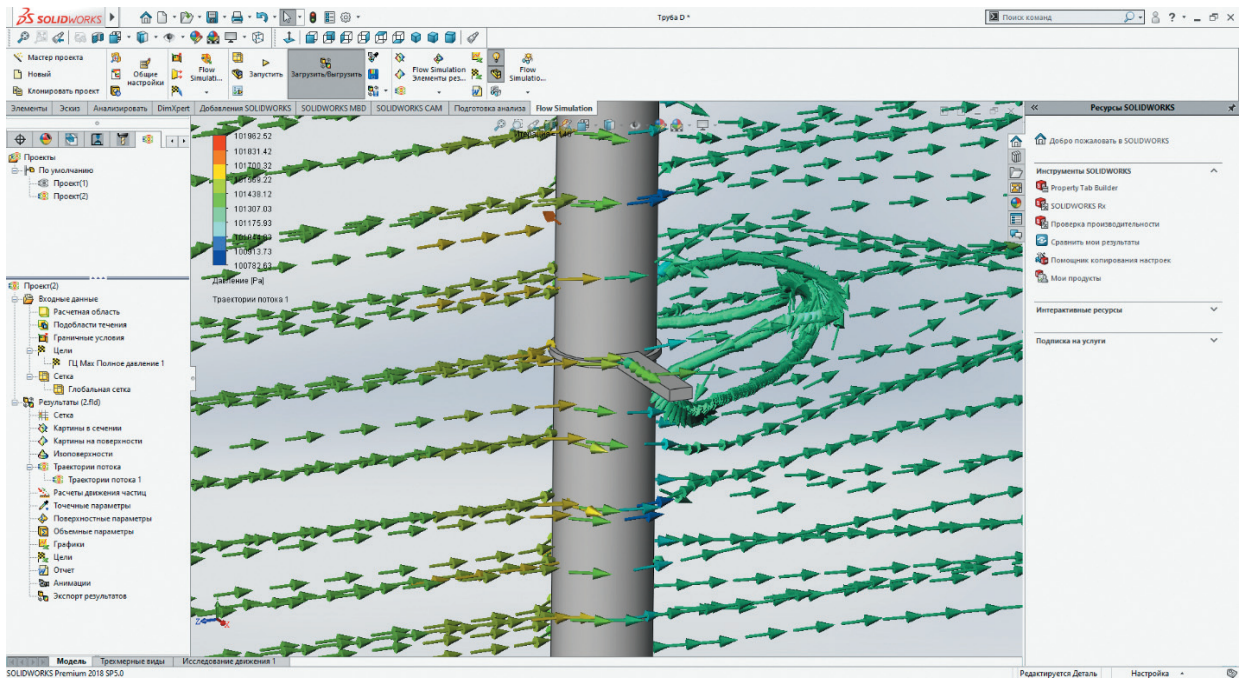 SOLIDWORKS
Труба D *
Поиск команд
Мастер проекта
Новый
Клонировать проект
Общие настройки
Flow Simulati...
Запустить
Загрузить/Выгрузить
Flow Simulation Элементы рез...
Flow Simulatio...
Элементы
Эскиз
Анализировать
DimXpert
Добавления SOLIDWORKS
SOLIDWORKS MBD
SOLIDWORKS CAM
Подготовка анализа
Flow Simulation
Проекты
По умолчанию
Проект(1)
Проект(2)
Проект(2)
Входные данные
Расчетная область
Подобласти течения
Граничные условия
Цели
ГЦ Max Полное давление 1
Сетка
Глобальная сетка
Результаты (2.fld)
Сетка
Картины в сечении
Картины на поверхности
Изоповерхности
Траектории потока
Траектории потока 1
Расчеты движения частиц
Точечные параметры
Поверхностные параметры
Объемные параметры
Графики
Цели
Отчет
Анимации
Экспорт результатов
101962.52
101831.42
101700.32
101569.22
101438.12
101307.03
101175.93
101044.83
100913.73
100782.63
Давление [Pa]
Траектории потока 1
Z
X
Ресурсы SOLIDWORKS
Добро пожаловать в SOLIDWORKS
Инструменты SOLIDWORKS
Property Tab Builder
SOLIDWORKS Rx
Проверка производительности
Сравнить мои результаты
Помощник копирования настроек
Мои продукты
Интерактивные ресурсы
Подписка на услуги
Модель
Трехмерные виды
Исследование движения 1
SOLIDWORKS Premium 2018 SP5.0
Редактируется Деталь
Настройка